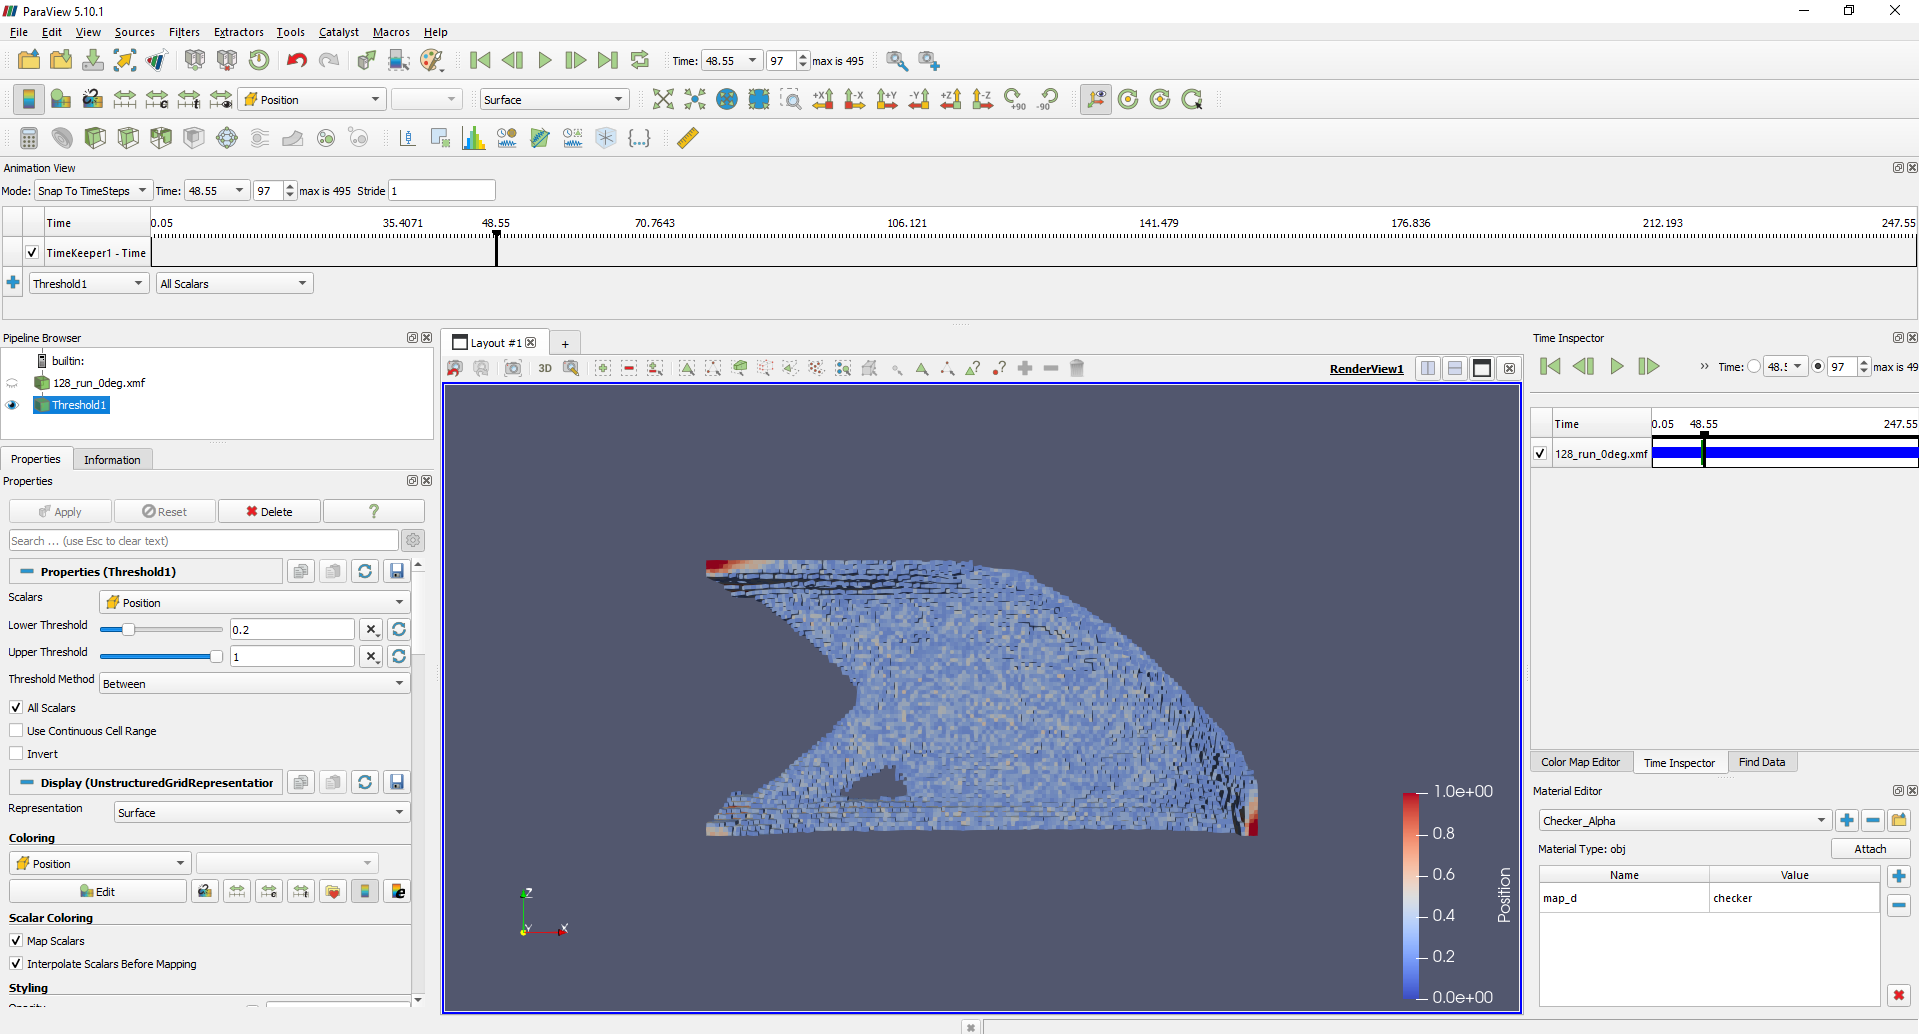 ParaView 5.10.1
File Edit View Sources Filters Extractors Tools Catalyst Macros Help
Time: 48.55 97 max is 495
Position Surface +X -X +Y -Y +Z -Z +90 -90
Animation View
Mode: Snap To TimeSteps Time: 48.55 97 max is 495 Stride 1
Time 0.05 35.4071 48.55 70.7643 106.121 141.479 176.836 212.193 247.55
TimeKeeper1 - Time
Threshold1 All Scalars
Pipeline Browser
builtin:
128_run_0deg.xmf
Threshold1
Properties Information
Properties
Apply Reset Delete ?
Search ... (use Esc to clear text)
Properties (Threshold1)
Scalars Position
Lower Threshold 0.2
Upper Threshold 1
Threshold Method Between
All Scalars
Use Continuous Cell Range
Invert
Display (UnstructuredGridRepresentation
Representation Surface
Coloring
Position
Edit
Scalar Coloring
Map Scalars
Interpolate Scalars Before Mapping
Styling
Layout #1 +
3D RenderView1
Z
Y X
1.0e+00
0.8
0.6
0.4
0.2
0.0e+00
Position
Time Inspector
Time: 48.! 97 max is 49
Time 0.05 48.55 247.55
128_run_0deg.xmf
Color Map Editor Time Inspector Find Data
Material Editor
Checker_Alpha
Material Type: obj Attach
Name Value
map_d checker